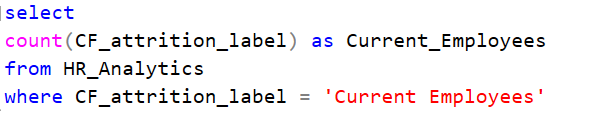 select
count(CF_attrition_label) as Current_Employees
from HR_Analytics
where CF_attrition_label = 'Current Employees'